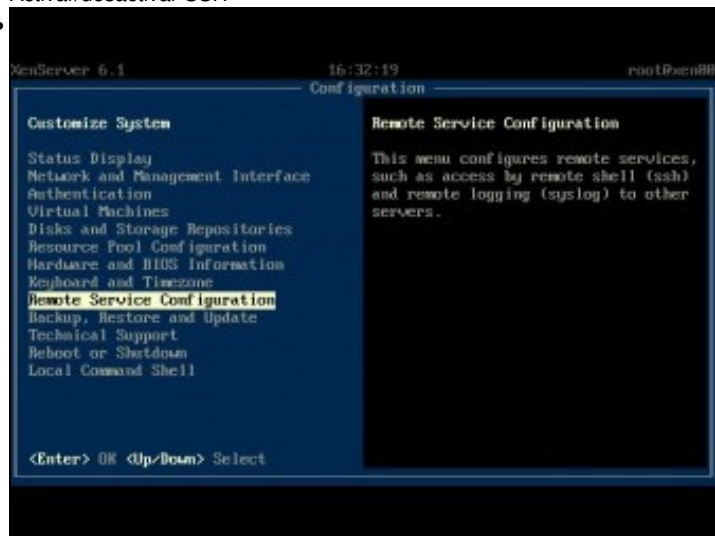 Activar/desactivar SSH
XenServer 6.1 16:32:19 root@xen00
Configuration
Customize System
Status Display
Network and Management Interface
Authentication
Virtual Machines
Disks and Storage Repositories
Resource Pool Configuration
Hardware and BIOS Information
Keyboard and Timezone
Remote Service Configuration
Backup, Restore and Update
Technical Support
Reboot or Shutdown
Local Command Shell
<Enter> OK <Up/Down> Select
Remote Service Configuration
This menu configures remote services,
such as access by remote shell (ssh)
and remote logging (syslog) to other
servers.